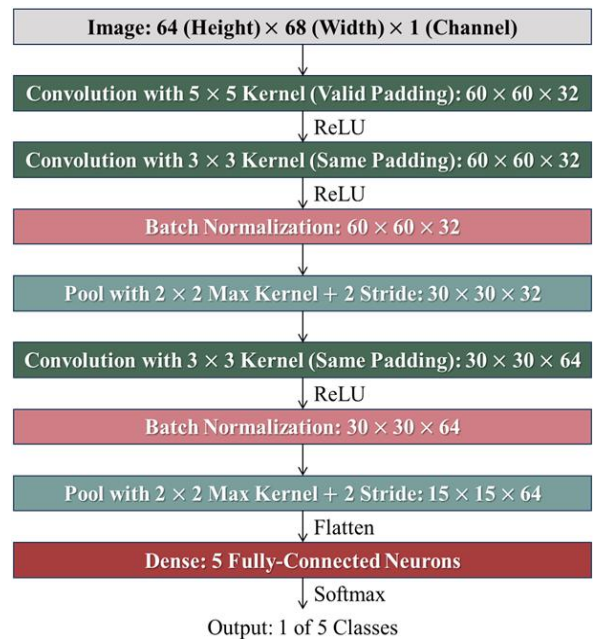 Image: 64 (Height) × 68 (Width) × 1 (Channel)
Convolution with 5 × 5 Kernel (Valid Padding): 60 × 60 × 32
ReLU
Convolution with 3 × 3 Kernel (Same Padding): 60 × 60 × 32
ReLU
Batch Normalization: 60 × 60 × 32
Pool with 2 × 2 Max Kernel + 2 Stride: 30 × 30 × 32
Convolution with 3 × 3 Kernel (Same Padding): 30 × 30 × 64
ReLU
Batch Normalization: 30 × 30 × 64
Pool with 2 × 2 Max Kernel + 2 Stride: 15 × 15 × 64
Flatten
Dense: 5 Fully-Connected Neurons
Softmax
Output: 1 of 5 Classes